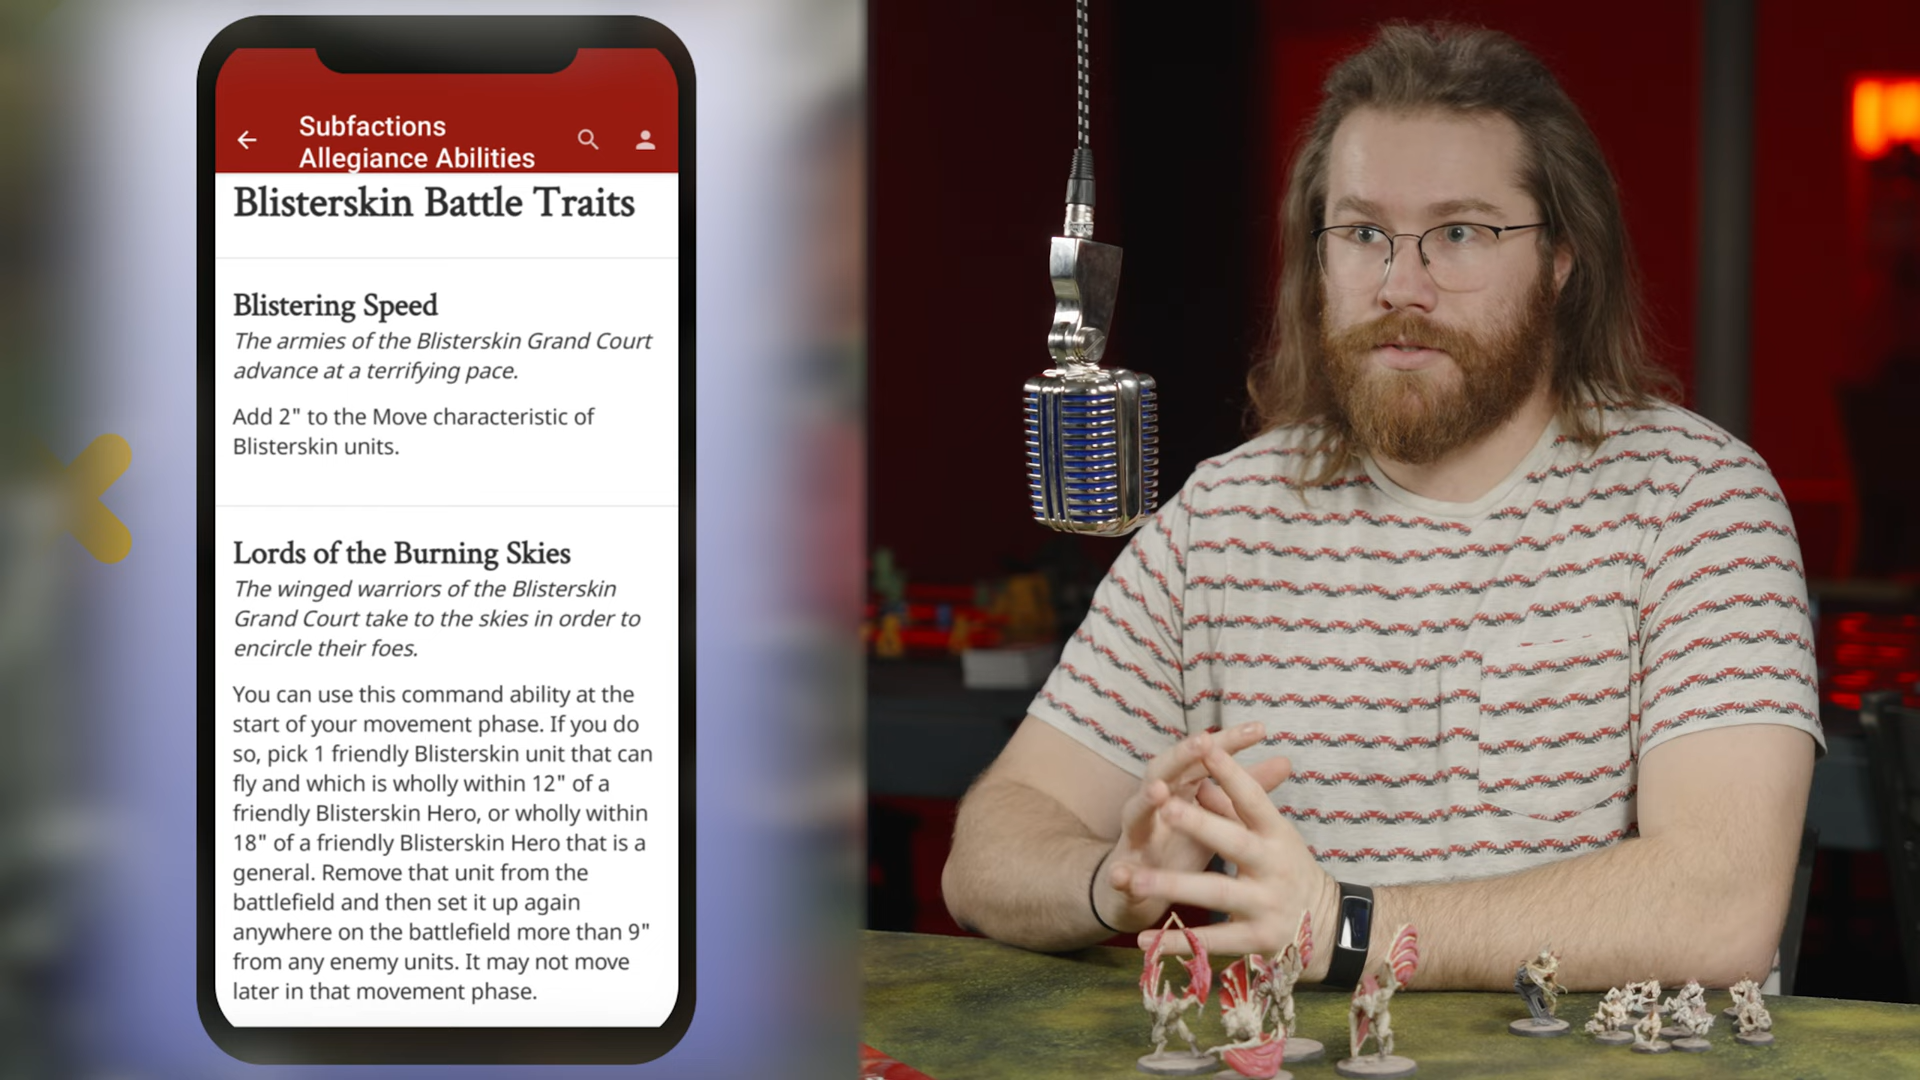 Subfactions
Allegiance Abilities
Blisterskin Battle Traits
Blistering Speed
The armies of the Blisterskin Grand Court
advance at a terrifying pace.
Add 2" to the Move characteristic of
Blisterskin units.
Lords of the Burning Skies
The winged warriors of the Blisterskin
Grand Court take to the skies in order to
encircle their foes.
You can use this command ability at the
start of your movement phase. If you do
so, pick 1 friendly Blisterskin unit that can
fly and which is wholly within 12" of a
friendly Blisterskin Hero, or wholly within
18" of a friendly Blisterskin Hero that is a
general. Remove that unit from the
battlefield and then set it up again
anywhere on the battlefield more than 9"
from any enemy units. It may not move
later in that movement phase.